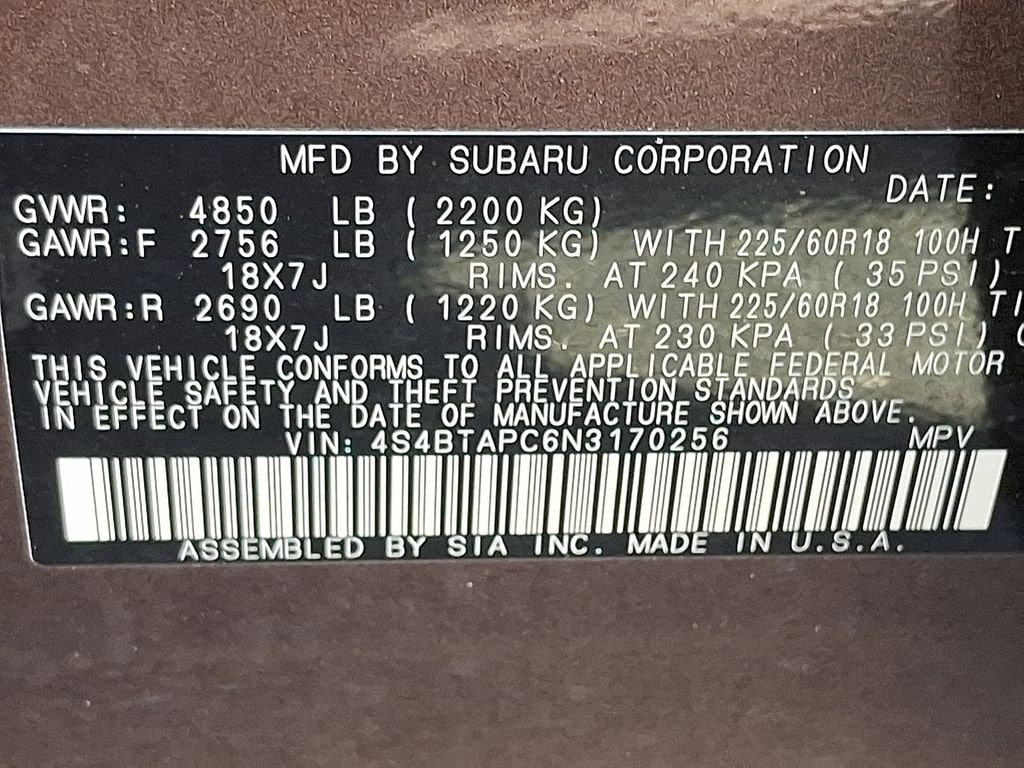 MFD BY SUBARU CORPORATION
DATE:
GVWR: 4850 LB ( 2200 KG)
GAWR:F 2756 LB ( 1250 KG) WITH 225/60R18 100H T
18X7J RIMS. AT 240 KPA ( 35 PSI)
GAWR:R 2690 LB ( 1220 KG) WITH 225/60R18 100H TI
18X7J RIMS. AT 230 KPA ( 33 PSI)
THIS VEHICLE CONFORMS TO ALL APPLICABLE FEDERAL MOTOR
VEHICLE SAFETY AND THEFT PREVENTION STANDARDS
IN EFFECT ON THE DATE OF MANUFACTURE SHOWN ABOVE.
VIN: 4S4BTAPC6N3170256 MPV
ASSEMBLED BY SIA INC. MADE IN U.S.A.